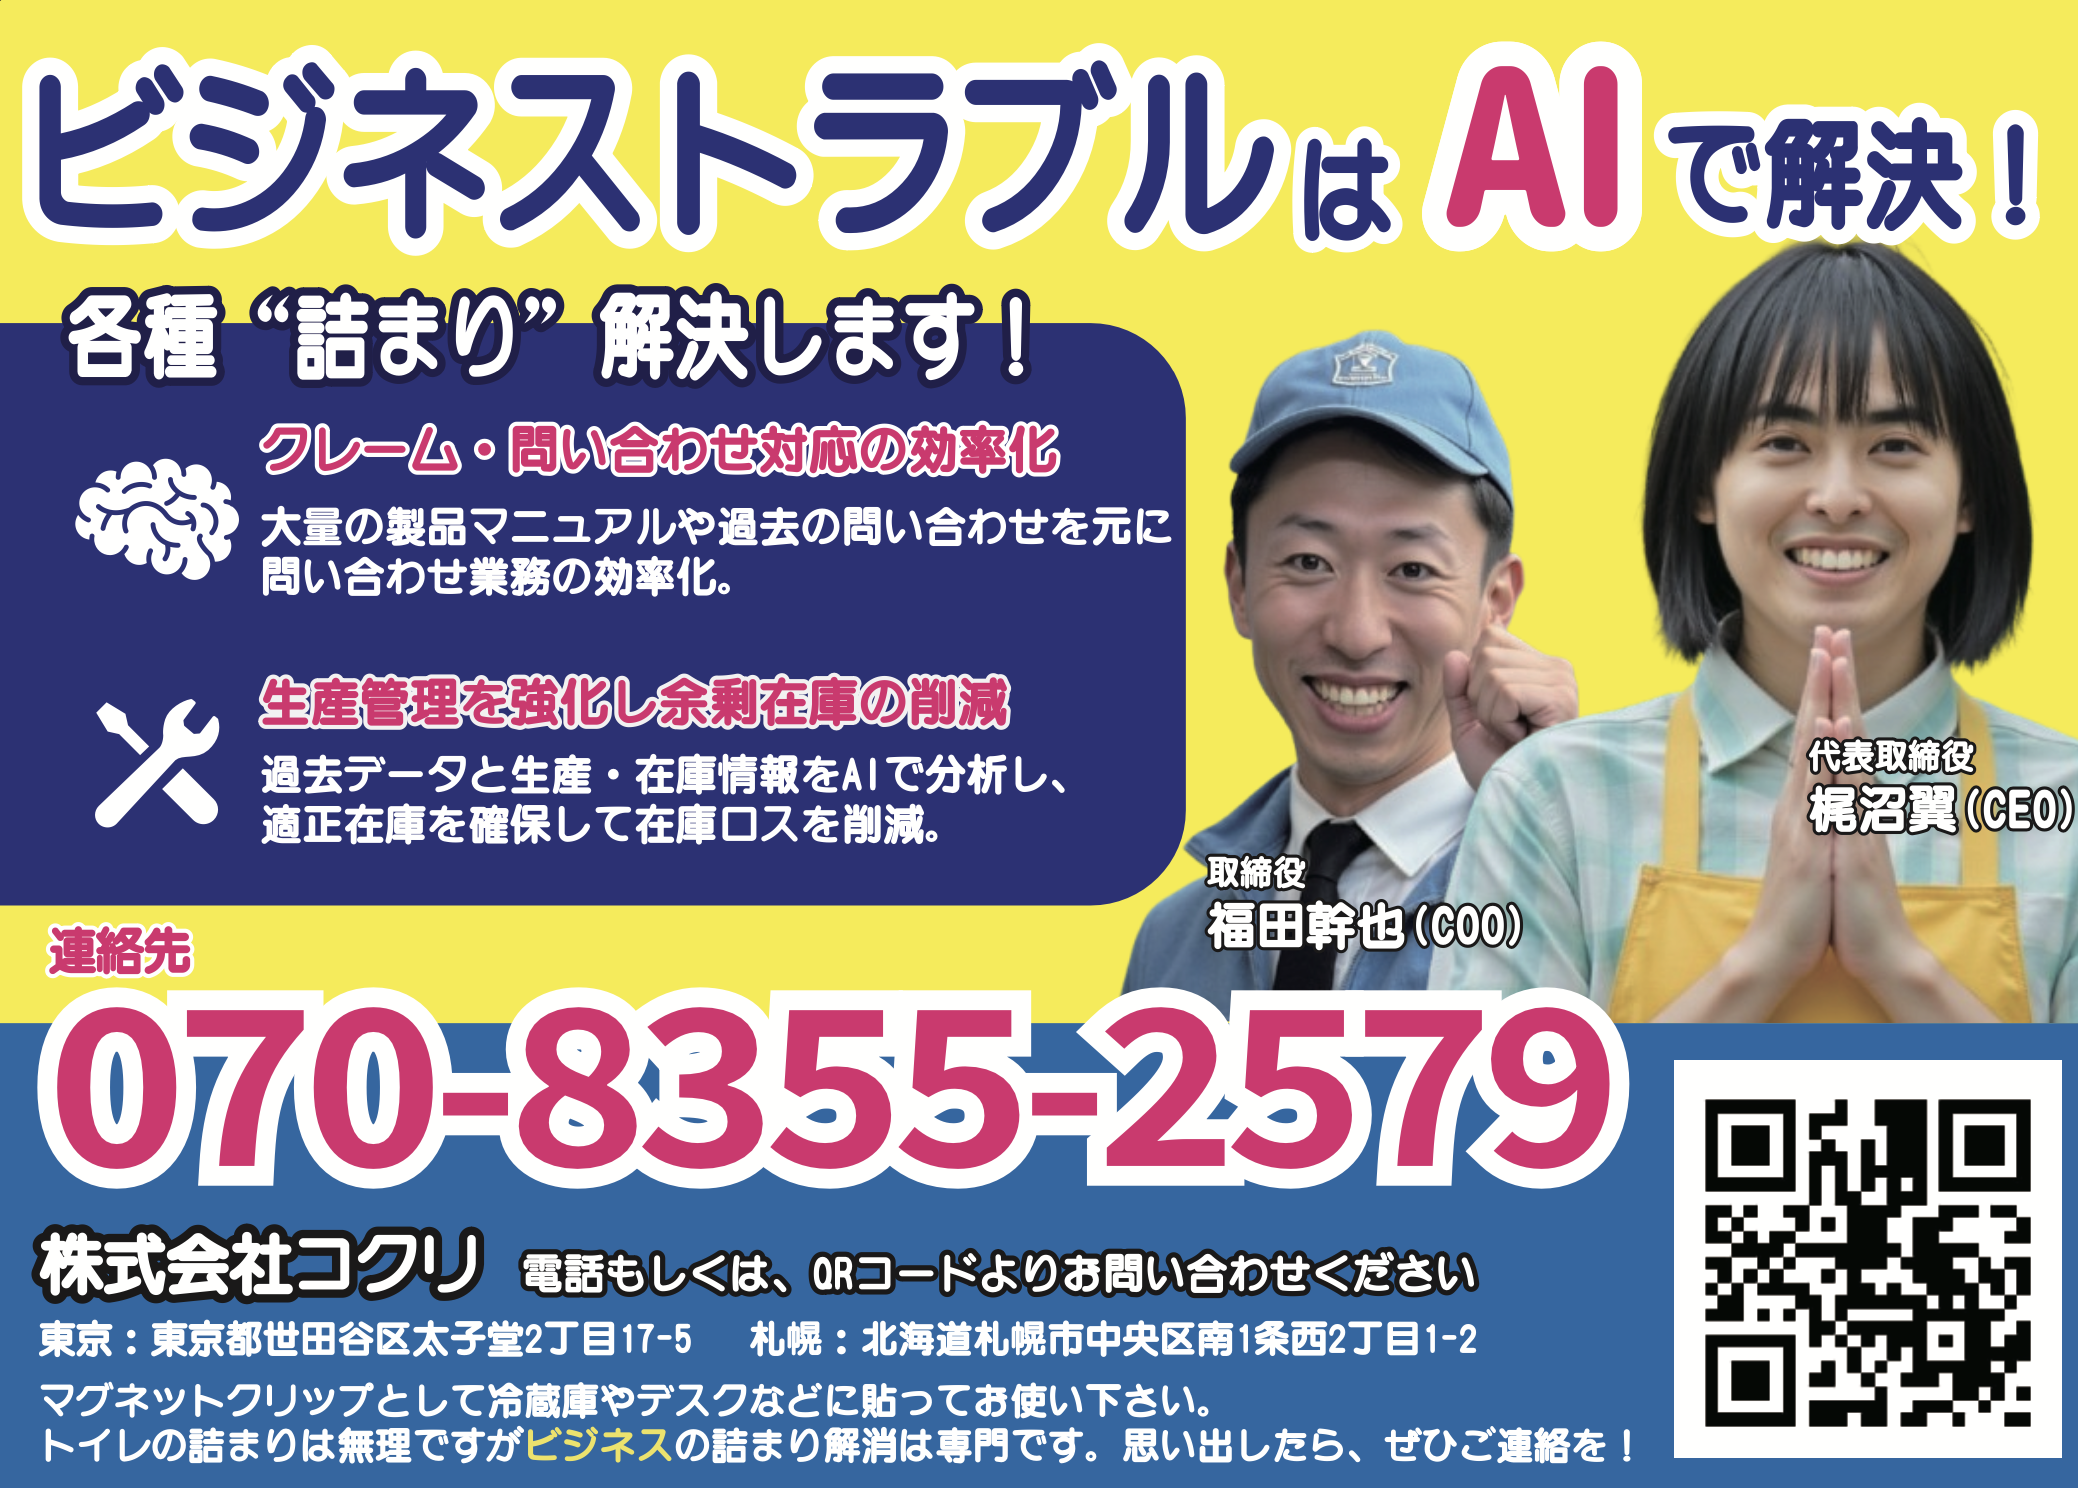 ビジネストラブルはAIで解決！
各種“詰まり”解決します！
クレーム・問い合わせ対応の効率化
大量の製品マニュアルや過去の問い合わせを元に
問い合わせ業務の効率化。
生産管理を強化し余剰在庫の削減
過去データと生産・在庫情報をAIで分析し、
適正在庫を確保して在庫ロスを削減。
代表取締役
梶沼翼(CEO)
取締役
福田幹也(COO)
連絡先
070-8355-2579
株式会社コクリ 電話もしくは、QRコードよりお問い合わせください
東京：東京都世田谷区太子堂2丁目17-5 札幌：北海道札幌市中央区南1条西2丁目1-2
マグネットクリップとして冷蔵庫やデスクなどに貼ってお使い下さい。
トイレの詰まりは無理ですがビジネスの詰まり解消は専門です。思い出したら、ぜひご連絡を！